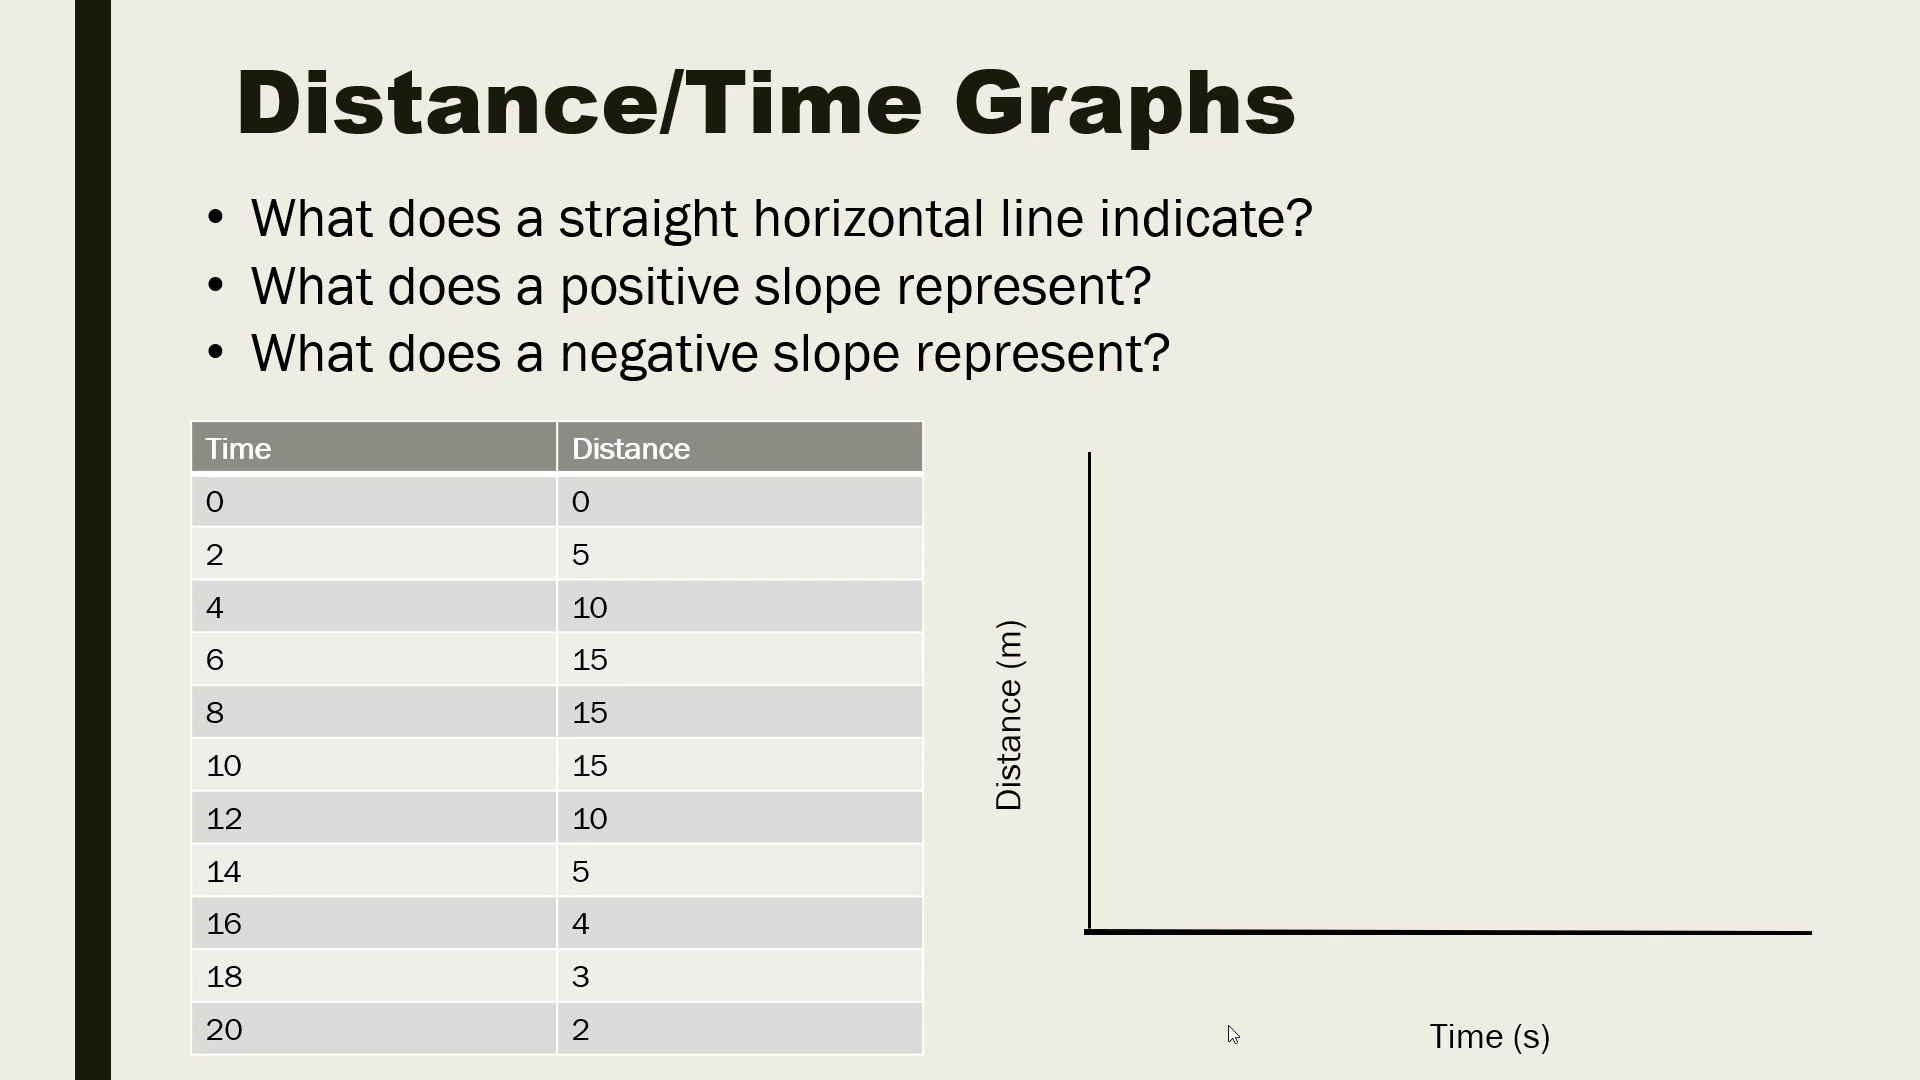 Distance/Time Graphs
• What does a straight horizontal line indicate?
• What does a positive slope represent?
• What does a negative slope represent?
Time Distance
0 0
2 5
4 10
6 15
8 15
10 15
12 10
14 5
16 4
18 3
20 2
Distance (m)
Time (s)